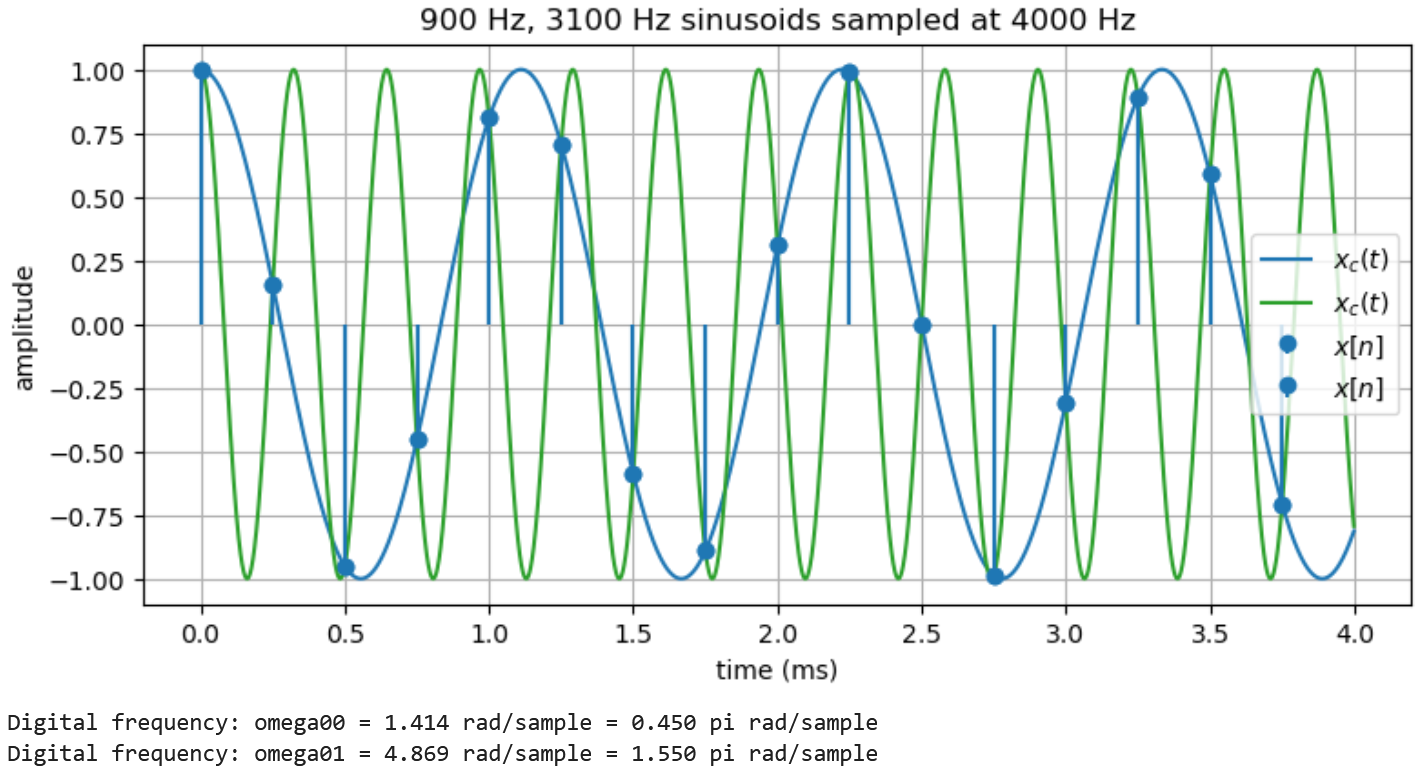 900 Hz, 3100 Hz sinusoids sampled at 4000 Hz
1.00
0.75
0.50
0.25
0.00
−0.25
−0.50
−0.75
−1.00
amplitude
x_c(t)
x_c(t)
x[n]
x[n]
0.0 0.5 1.0 1.5 2.0 2.5 3.0 3.5 4.0
time (ms)
Digital frequency: omega00 = 1.414 rad/sample = 0.450 pi rad/sample
Digital frequency: omega01 = 4.869 rad/sample = 1.550 pi rad/sample